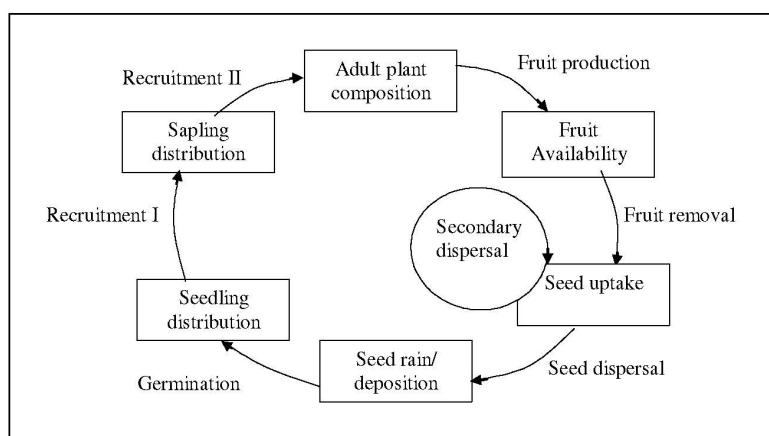 Recruitment II
Adult plant
composition
Fruit production
Fruit
Availability
Fruit removal
Secondary
dispersal
Seed uptake
Seed dispersal
Seed rain/
deposition
Germination
Seedling
distribution
Recruitment I
Sapling
distribution